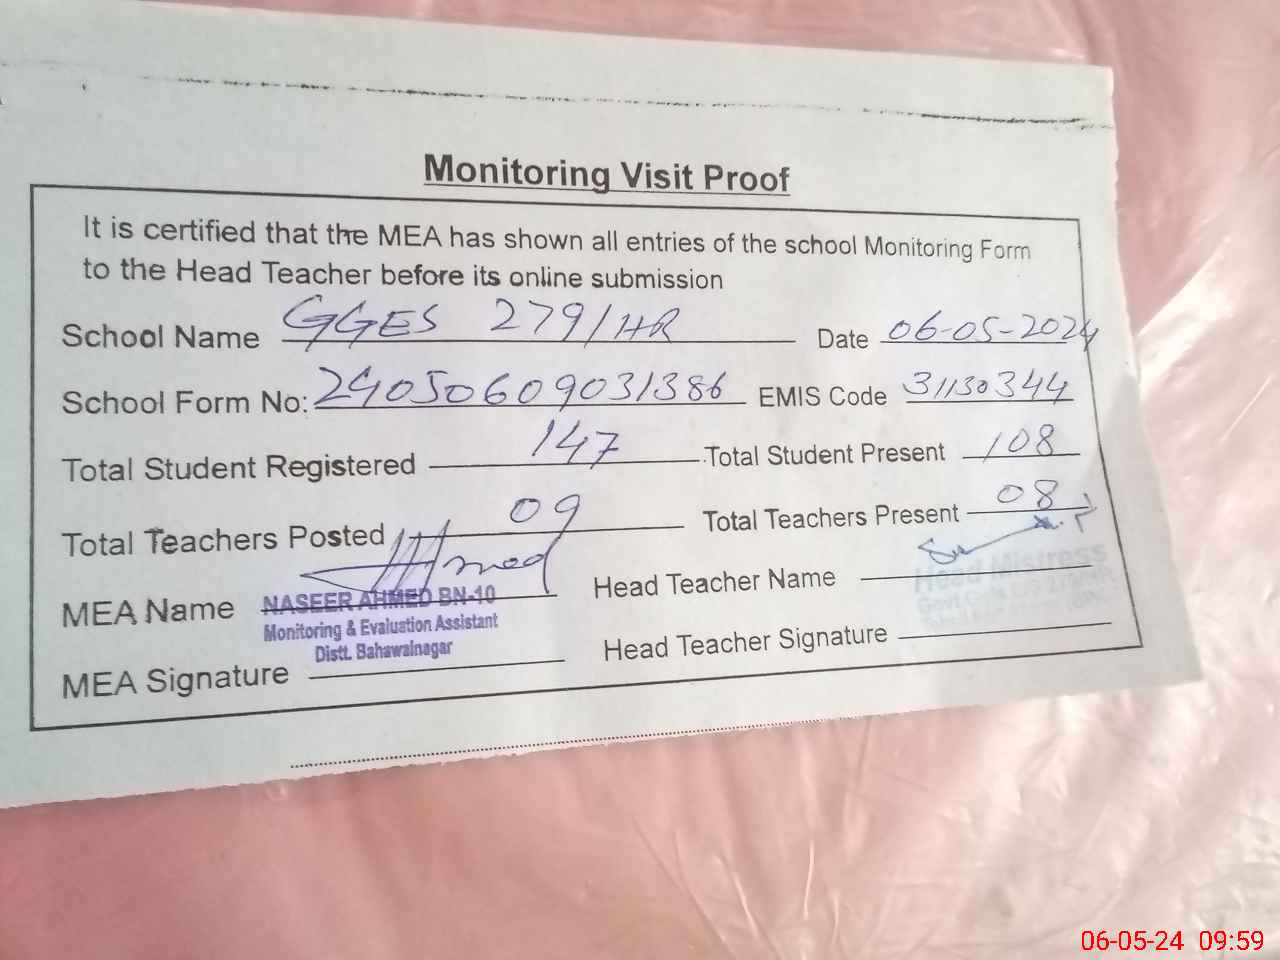 Monitoring Visit Proof
It is certified that the MEA has shown all entries of the school Monitoring Form
to the Head Teacher before its online submission
School Name GGES 279/HR Date 06-05-2024
School Form No: 24050609031386 EMIS Code 31130344
Total Student Registered 147 Total Student Present 108
Total Teachers Posted 09 Total Teachers Present 08
MEA Name Ahmed Head Teacher Name
NASEER AHMED BN-10
Monitoring & Evaluation Assistant
Distt. Bahawalnagar
Head Mistress
MEA Signature Head Teacher Signature
06-05-24 09:59